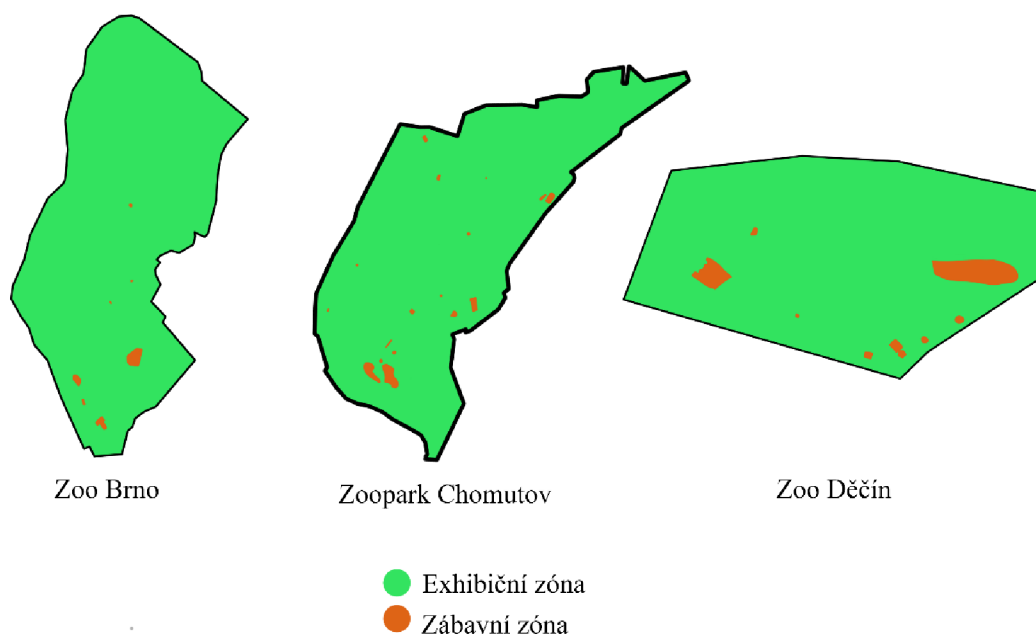 Zoo Brno
Zoopark Chomutov
Zoo Děčín
Exhibiční zóna
Zábavní zóna